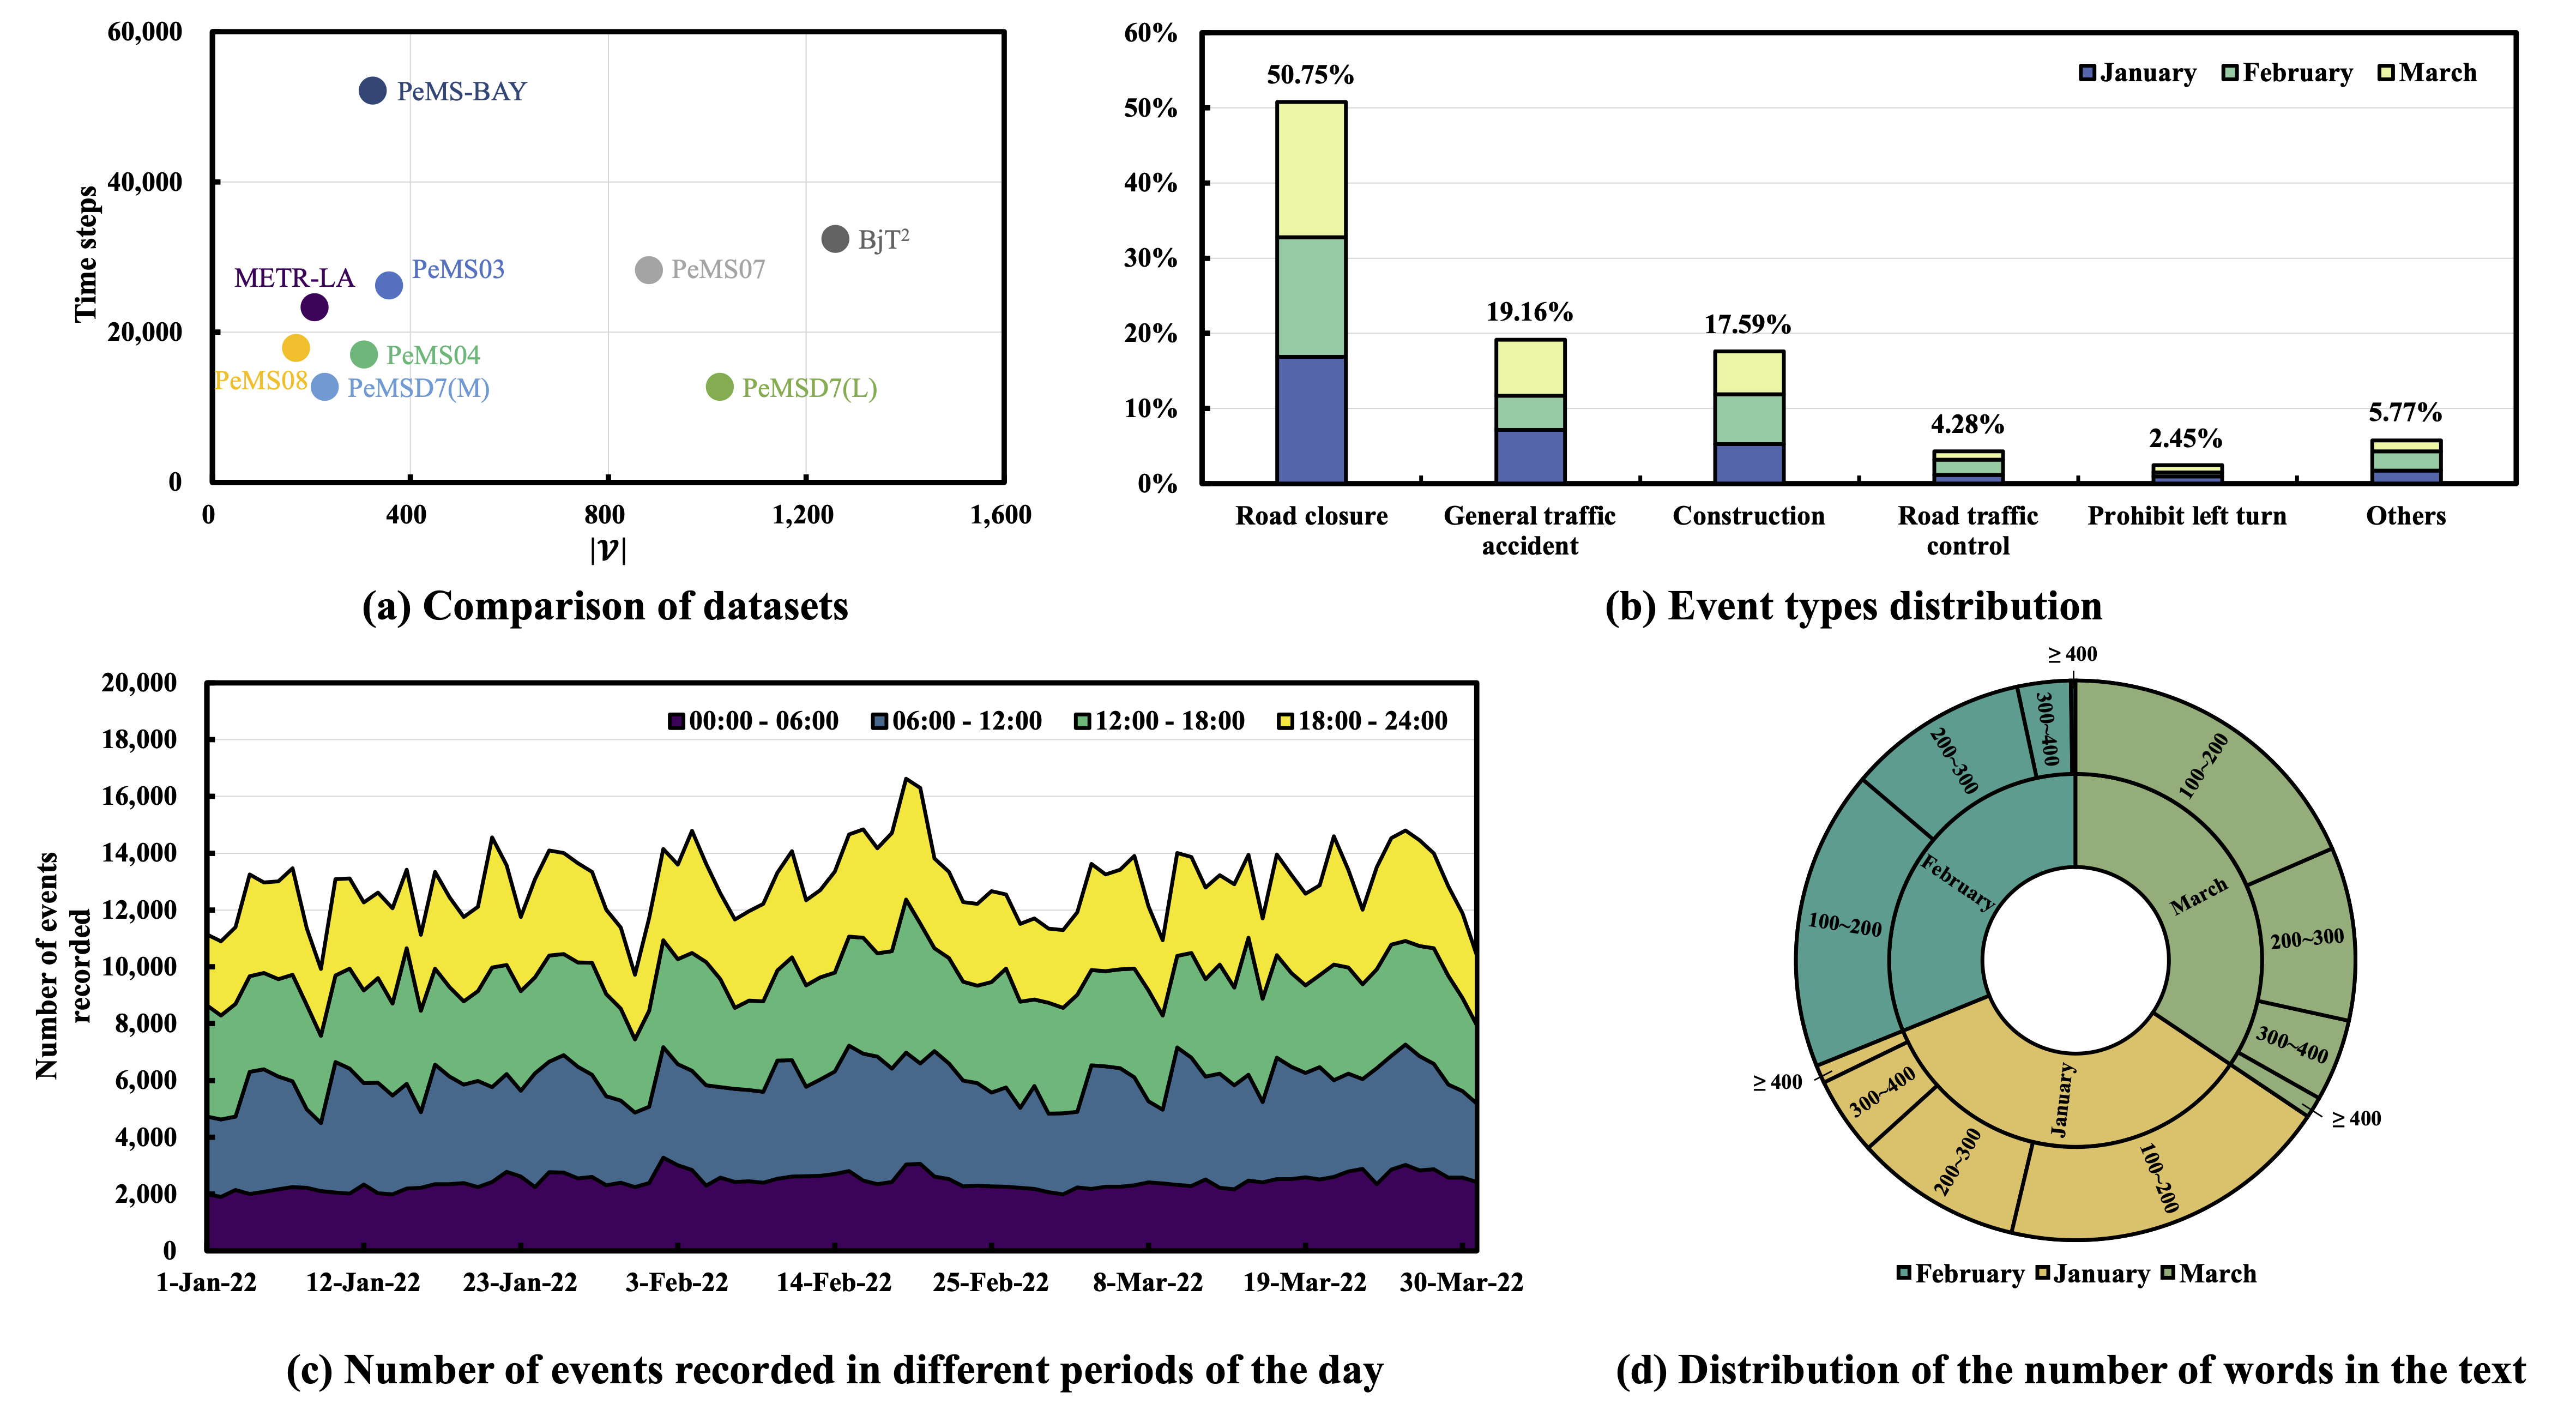 60,000
40,000
20,000
0
Time steps
PeMS-BAY
BjT²
PeMS03
PeMS07
METR-LA
PeMS04
PeMS08
PeMSD7(M)
PeMSD7(L)
0 400 800 1,200 1,600
|𝒱|
(a) Comparison of datasets
60%
50%
40%
30%
20%
10%
0%
January February March
50.75%
19.16%
17.59%
4.28%
2.45%
5.77%
Road closure
General traffic
accident
Construction
Road traffic
control
Prohibit left turn
Others
(b) Event types distribution
20,000
18,000
16,000
14,000
12,000
10,000
8,000
6,000
4,000
2,000
0
Number of events
recorded
00:00 - 06:00 06:00 - 12:00 12:00 - 18:00 18:00 - 24:00
1-Jan-22 12-Jan-22 23-Jan-22 3-Feb-22 14-Feb-22 25-Feb-22 8-Mar-22 19-Mar-22 30-Mar-22
(c) Number of events recorded in different periods of the day
≥ 400
300~400
200~300
100~200
February
100~200
200~300
300~400
≥ 400
March
≥ 400
300~400
200~300
100~200
January
February January March
(d) Distribution of the number of words in the text